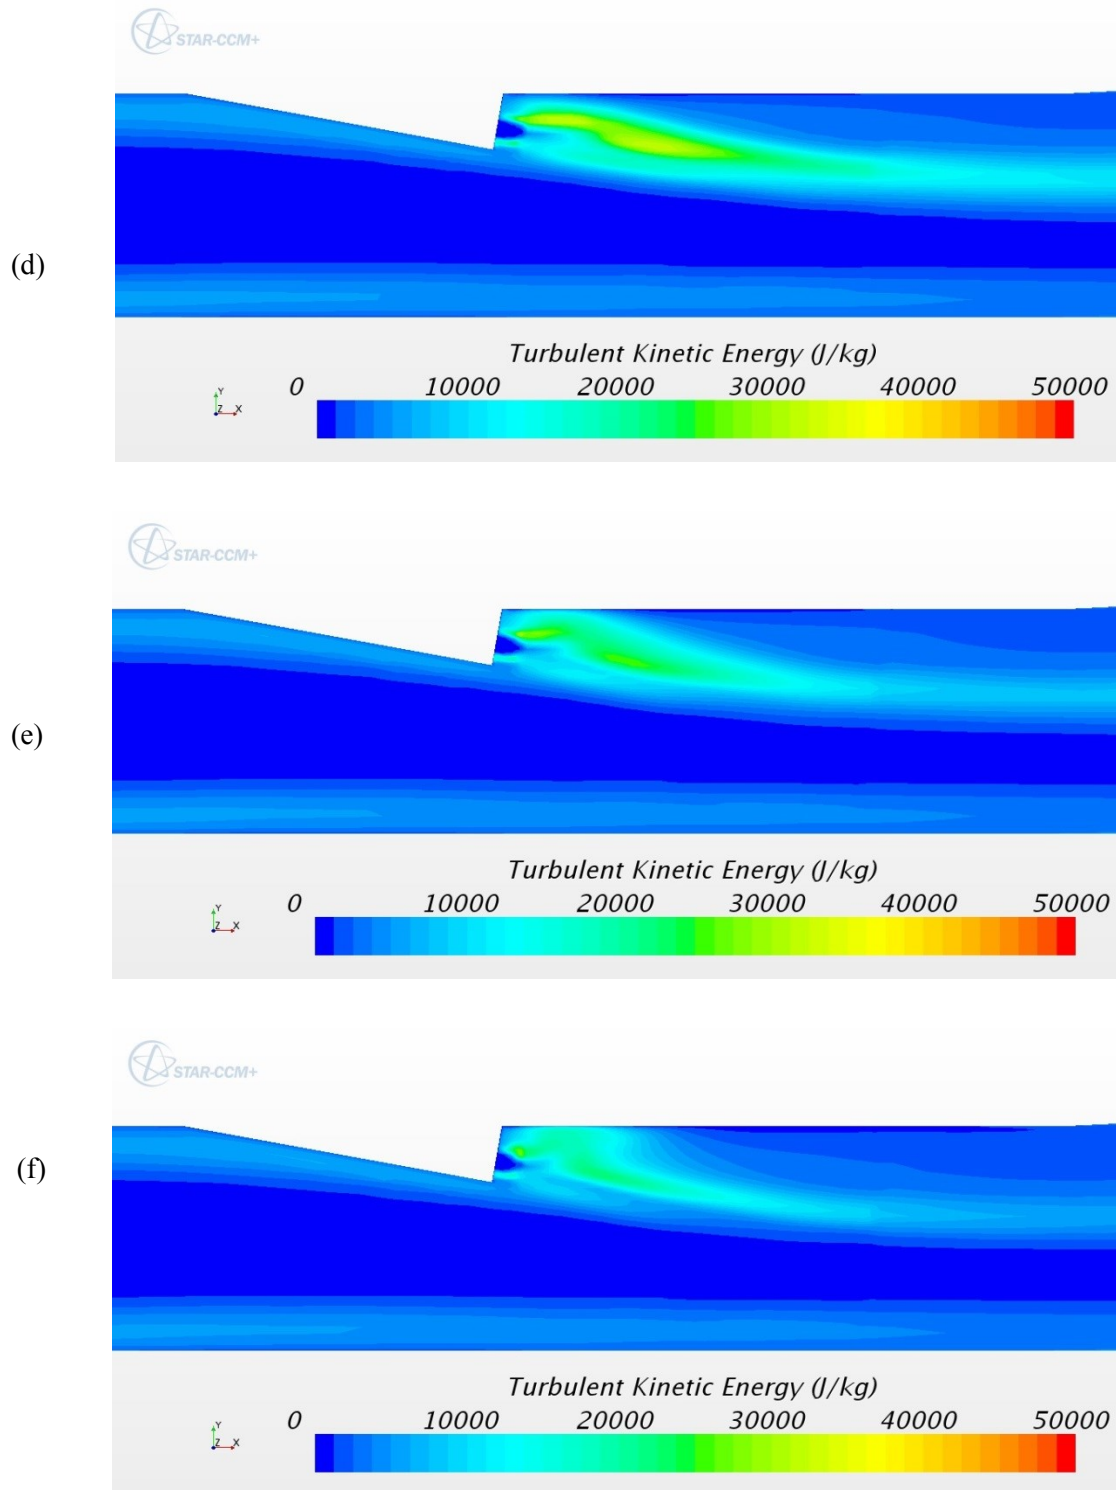 STAR-CCM+
(d)
Turbulent Kinetic Energy (J/kg)
0 10000 20000 30000 40000 50000
Y
Z X
STAR-CCM+
(e)
Turbulent Kinetic Energy (J/kg)
0 10000 20000 30000 40000 50000
Y
Z X
STAR-CCM+
(f)
Turbulent Kinetic Energy (J/kg)
0 10000 20000 30000 40000 50000
Y
Z X